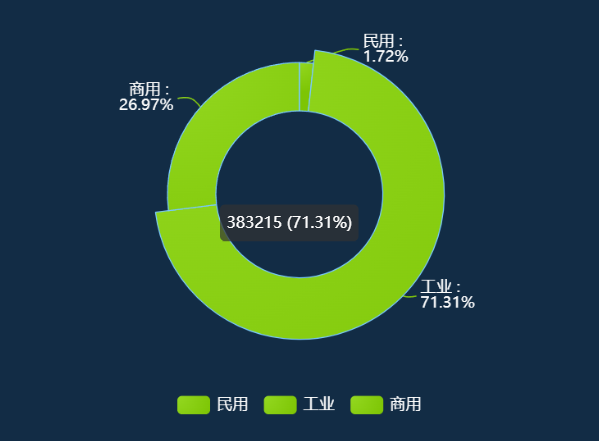 民用 :
1.72%
商用 :
26.97%
383215 (71.31%)
工业 :
71.31%
民用 工业 商用